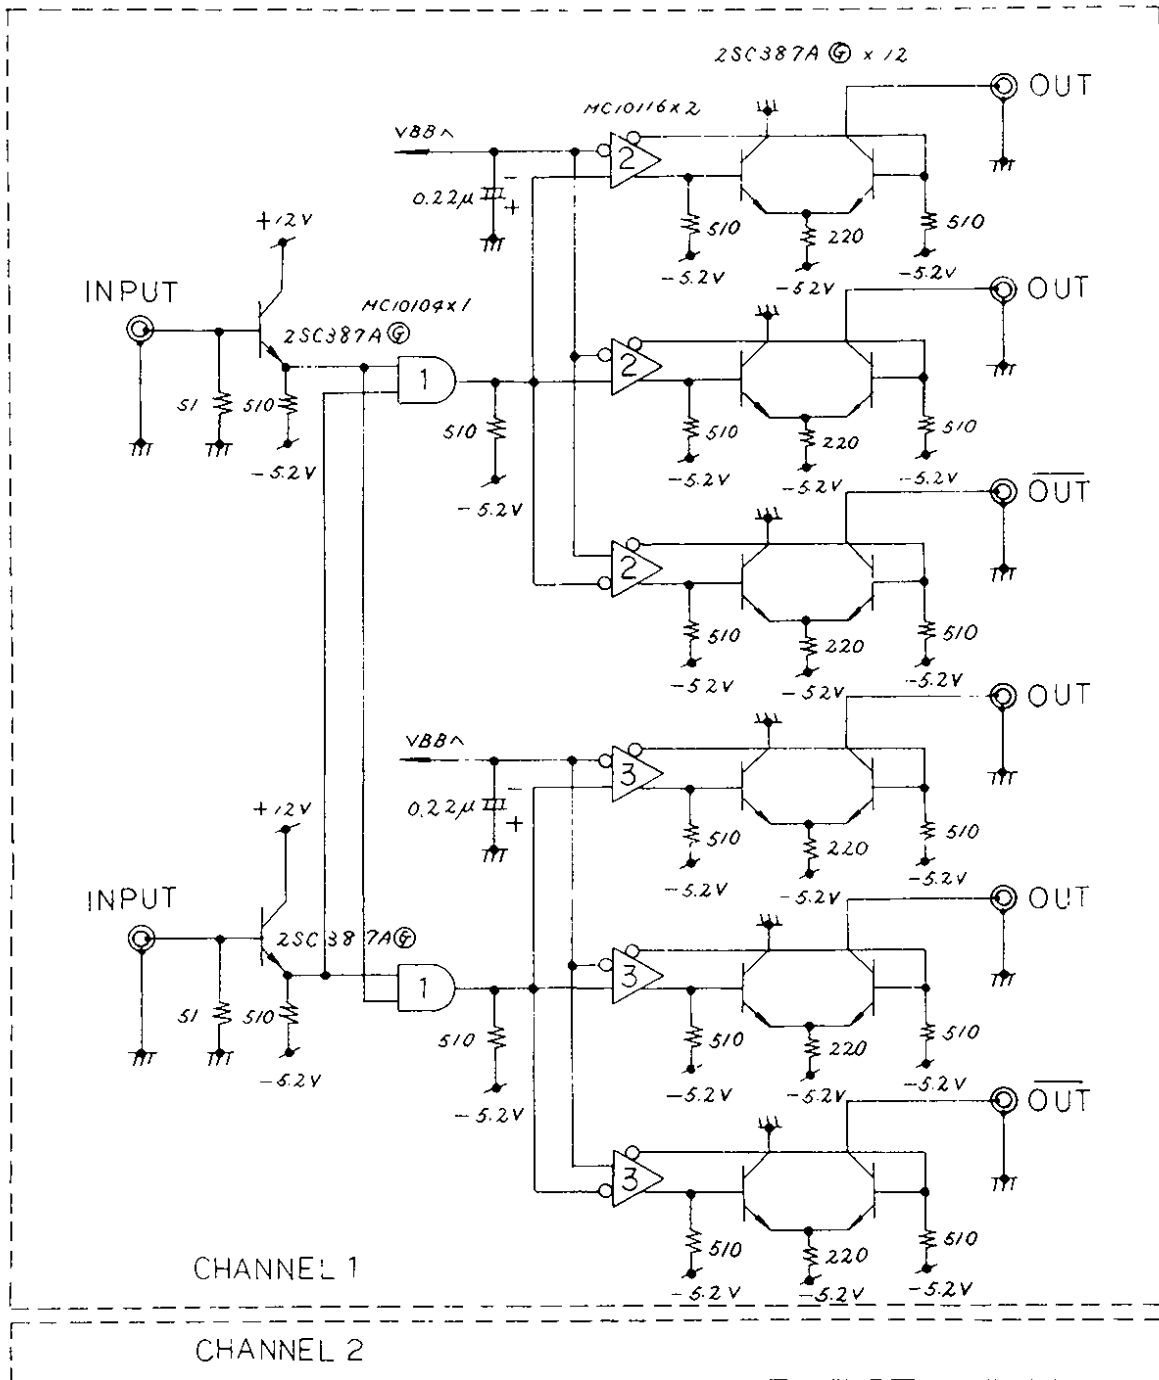 2SC387A Ⓖ x 12
OUT
MC10116x2
VBBA
2
0.22μ
-
+
510
220
510
-5.2V
-5.2V
-5.2V
+12V
INPUT
MC10104x1
OUT
2SC387A Ⓖ
1
2
51
510
510
510
220
510
-5.2V
-5.2V
-5.2V
-5.2V
-5.2V
OUT
2
510
220
510
-5.2V
-5.2V
-5.2V
OUT
VBBA
3
0.22μ
-
+
+12V
510
220
510
-5.2V
-5.2V
-5.2V
INPUT
OUT
2SC387A Ⓖ
1
3
51
510
510
510
220
510
-5.2V
-5.2V
-5.2V
-5.2V
-5.2V
OUT
3
510
220
510
-5.2V
-5.2V
-5.2V
CHANNEL 1
CHANNEL 2